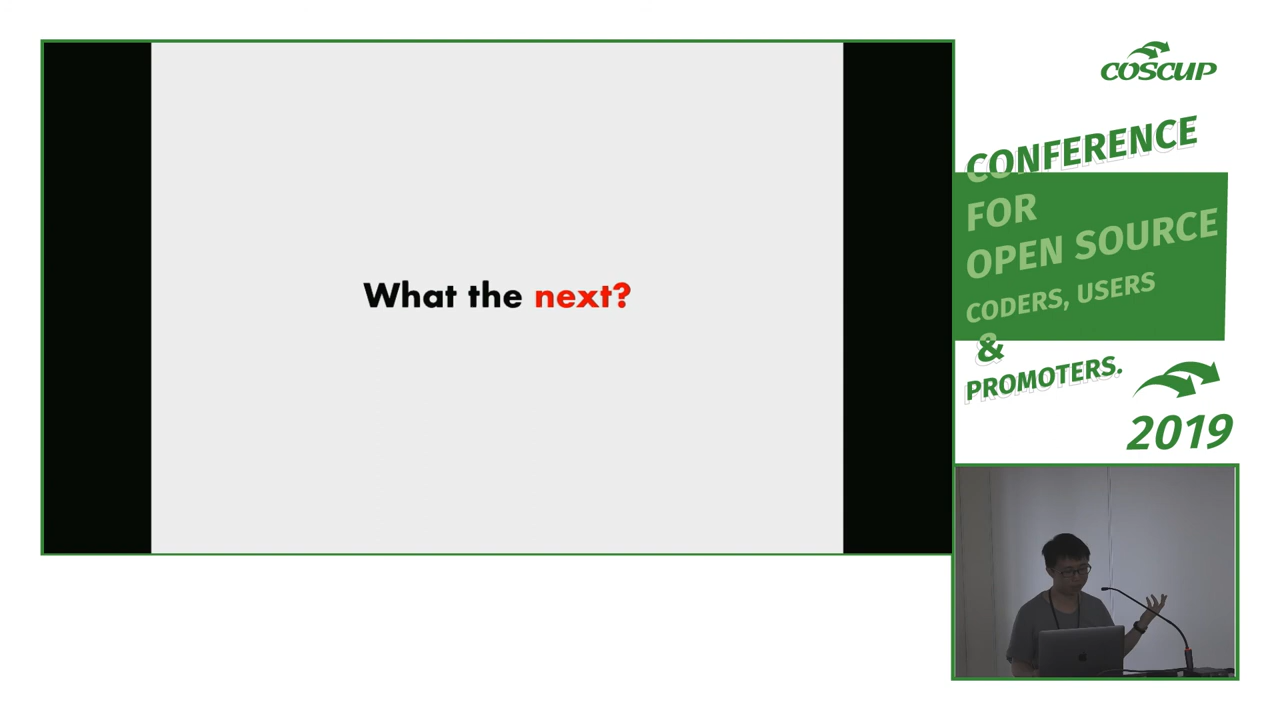 What the next?
COSCUP
CONFERENCE
FOR
OPEN SOURCE
CODERS, USERS
&
PROMOTERS.
2019